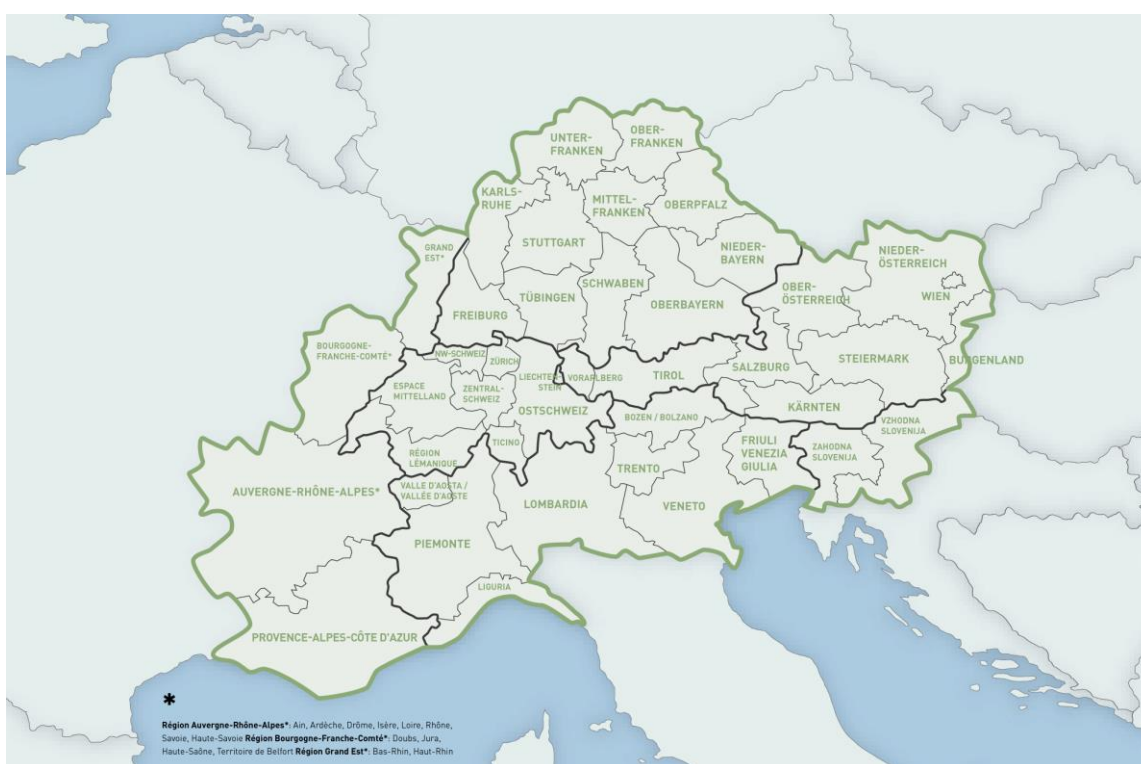 UNTER-
FRANKEN
OBER-
FRANKEN
KARLS-
RUHE
MITTEL-
FRANKEN
OBERPFALZ
GRAND
EST*
STUTTGART
NIEDER-
BAYERN
NIEDER-
ÖSTERREICH
SCHWABEN
TÜBINGEN
OBERBAYERN
OBER-
ÖSTERREICH
WIEN
FREIBURG
BOURGOGNE-
FRANCHE-COMTÉ*
NW-SCHWEIZ
ZÜRICH
STEIERMARK
BURGENLAND
LIECHTEN-
STEIN
VORARLBERG
TIROL
SALZBURG
ESPACE
MITTELLAND
ZENTRAL-
SCHWEIZ
OSTSCHWEIZ
KÄRNTEN
BOZEN / BOLZANO
VZHODNA
SLOVENIJA
TICINO
FRIULI
VENEZIA
GIULIA
ZAHODNA
SLOVENIJA
RÉGION
LÉMANIQUE
TRENTO
AUVERGNE-RHÔNE-ALPES*
VALLE D'AOSTA /
VALLÉE D'AOSTE
LOMBARDIA
VENETO
PIEMONTE
LIGURIA
PROVENCE-ALPES-CÔTE D'AZUR
*
Région Auvergne-Rhône-Alpes*: Ain, Ardèche, Drôme, Isère, Loire, Rhône,
Savoie, Haute-Savoie Région Bourgogne-Franche-Comté*: Doubs, Jura,
Haute-Saône, Territoire de Belfort Région Grand Est*: Bas-Rhin, Haut-Rhin